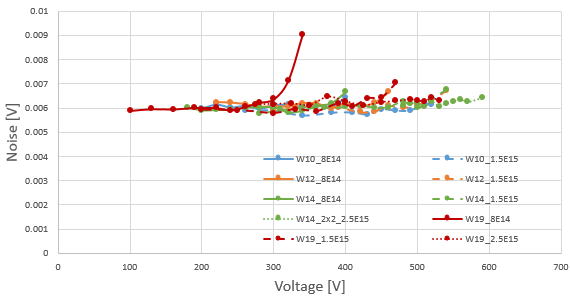 0.01
0.009
0.008
0.007
0.006
0.005
0.004
0.003
0.002
0.001
0
Noise [V]
W10_8E14 W10_1.5E15
W12_8E14 W12_1.5E15
W14_8E14 W14_1.5E15
W14_2x2_2.5E15 W19_8E14
W19_1.5E15 W19_2.5E15
0 100 200 300 400 500 600 700
Voltage [V]